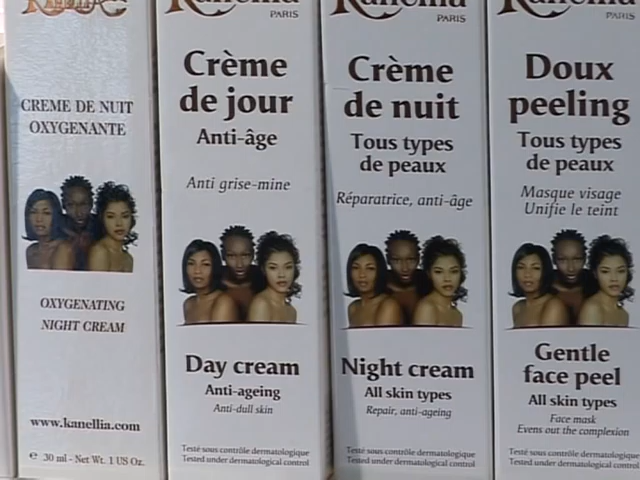 Kanellia
CREME DE NUIT
OXYGENANTE
OXYGENATING
NIGHT CREAM
www.kanellia.com
e 30 ml - Net Wt. 1 US Oz.
Kanellia
PARIS
Crème
de jour
Anti-âge
Anti grise-mine
Day cream
Anti-ageing
Anti-dull skin
Testé sous contrôle dermatologique
Tested under dermatological control
Kanellia
PARIS
Crème
de nuit
Tous types
de peaux
Réparatrice, anti-âge
Night cream
All skin types
Repair, anti-ageing
Testé sous contrôle dermatologique
Tested under dermatological control
Kanellia
PARIS
Doux
peeling
Tous types
de peaux
Masque visage
Unifie le teint
Gentle
face peel
All skin types
Face mask
Evens out the complexion
Testé sous contrôle dermatologique
Tested under dermatological control